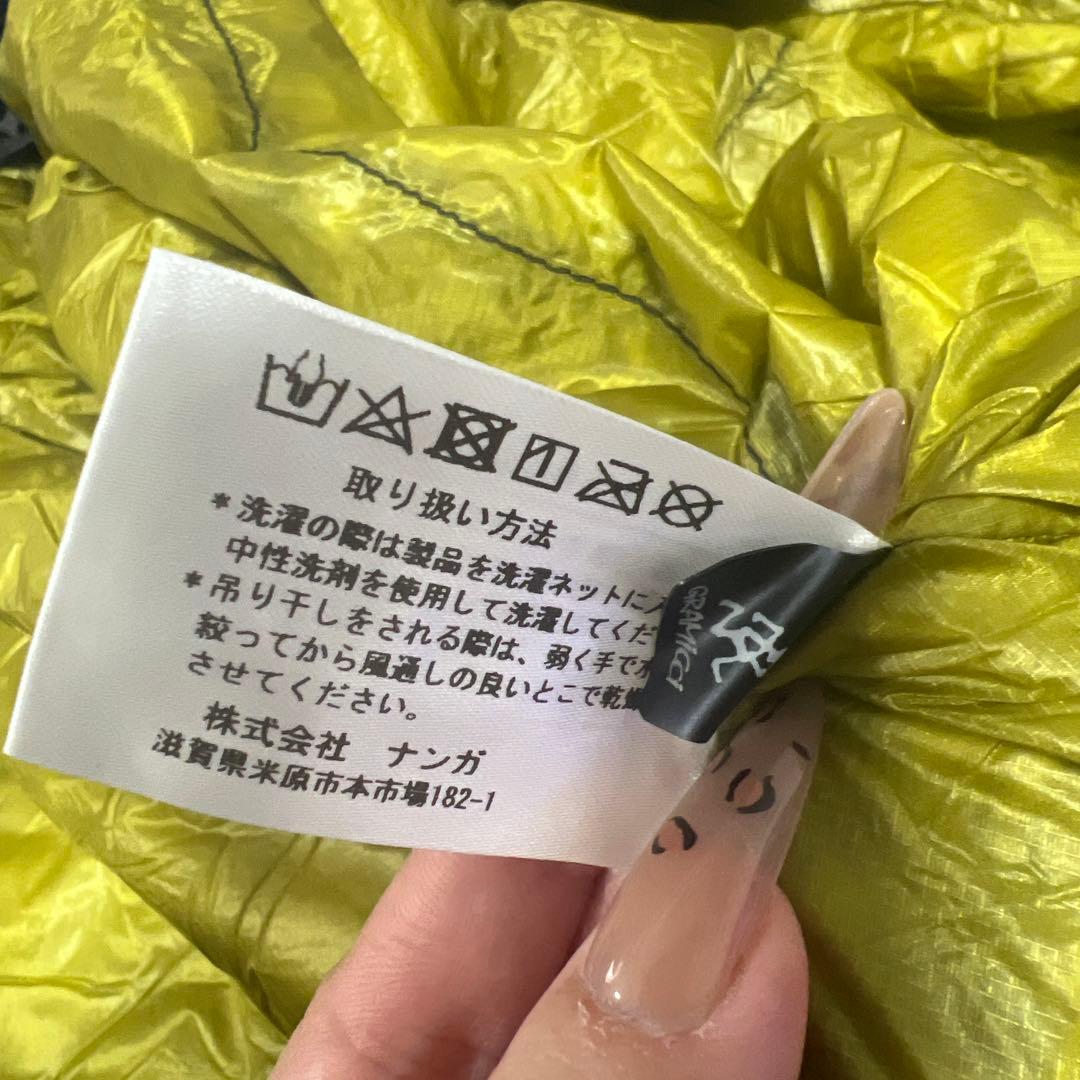 取り扱い方法
*洗濯の際は製品を洗濯ネットに入
中性洗剤を使用して洗濯してくだ
*吊り干しをされる際は、弱く手で水
絞ってから風通しの良いとこで乾燥
させてください。
株式会社 ナンガ
滋賀県米原市本市場182-1
GRAMICCI